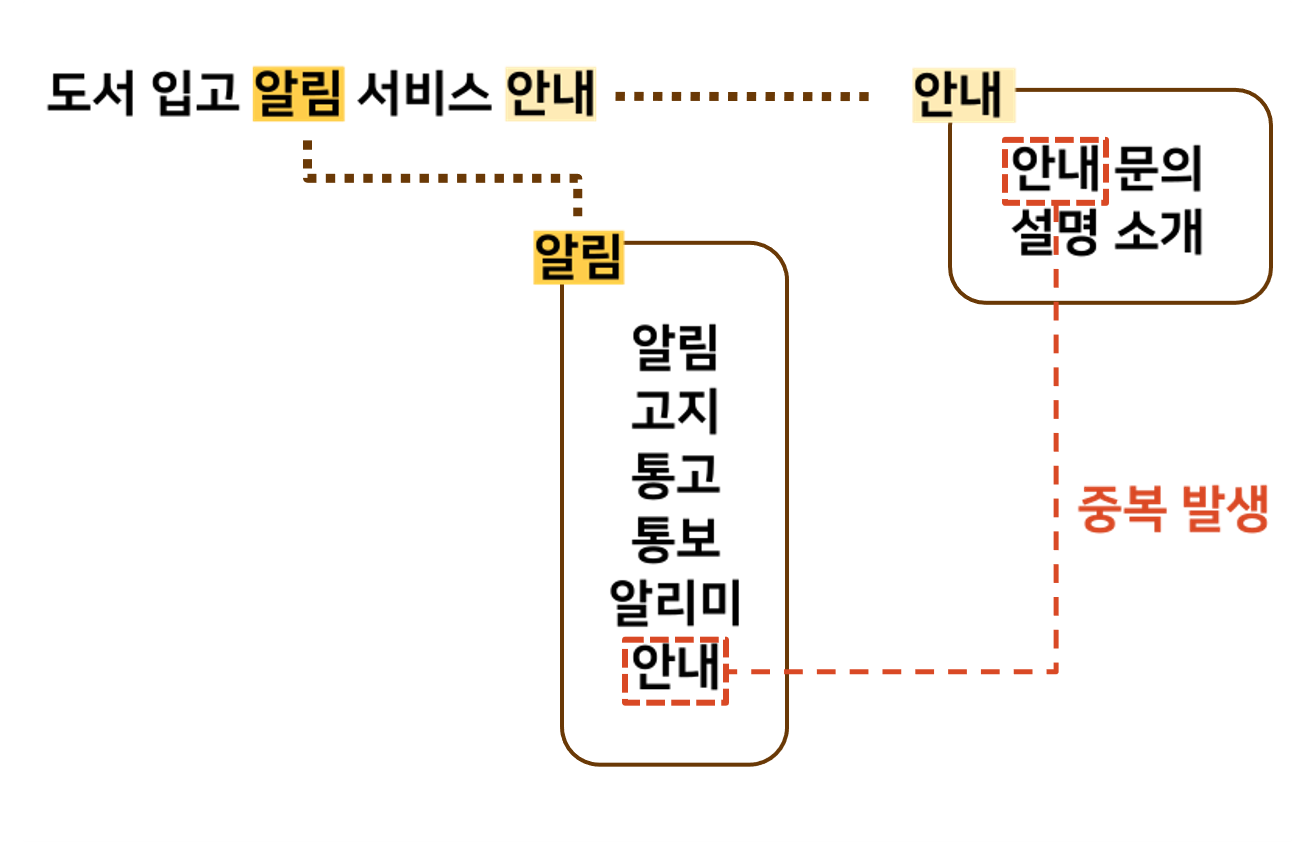 도서 입고 알림 서비스 안내
안내
안내 문의
설명 소개
알림
알림
고지
통고
통보
알리미
안내
중복 발생